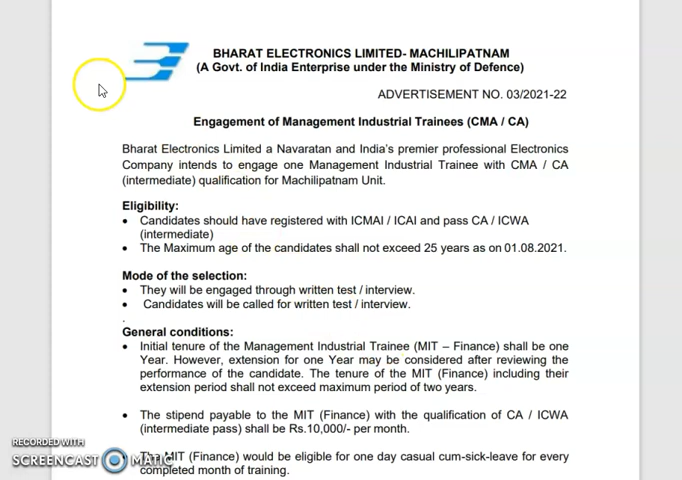 BHARAT ELECTRONICS LIMITED- MACHILIPATNAM
(A Govt. of India Enterprise under the Ministry of Defence)
ADVERTISEMENT NO. 03/2021-22
Engagement of Management Industrial Trainees (CMA / CA)
Bharat Electronics Limited a Navaratan and India's premier professional Electronics
Company intends to engage one Management Industrial Trainee with CMA / CA
(intermediate) qualification for Machilipatnam Unit.
Eligibility:
• Candidates should have registered with ICMAI / ICAI and pass CA / ICWA
(intermediate)
• The Maximum age of the candidates shall not exceed 25 years as on 01.08.2021.
Mode of the selection:
• They will be engaged through written test / interview.
• Candidates will be called for written test / interview.
.
General conditions:
• Initial tenure of the Management Industrial Trainee (MIT – Finance) shall be one
Year. However, extension for one Year may be considered after reviewing the
performance of the candidate. The tenure of the MIT (Finance) including their
extension period shall not exceed maximum period of two years.
• The stipend payable to the MIT (Finance) with the qualification of CA / ICWA
(intermediate pass) shall be Rs.10,000/- per month.
• The MIT (Finance) would be eligible for one day casual cum-sick-leave for every
completed month of training.
RECORDED WITH
SCREENCAST MATIC